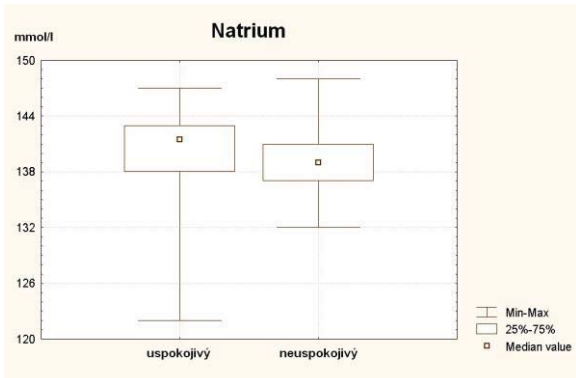 Natrium
mmol/l
150
144
138
132
126
120
uspokojivý
neuspokojivý
Min-Max
25%-75%
Median value